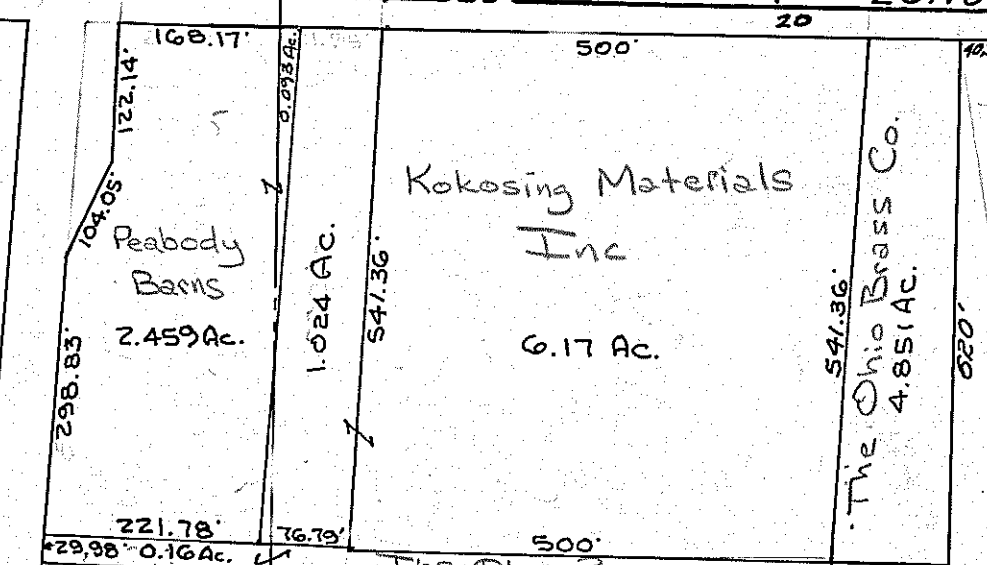 20
168.17'
500'
122.14'
0.093 Ac.
104.05'
Peabody
Barns
2.459 Ac.
298.83'
1.024 Ac.
541.36'
Kokosing Materials
Inc
6.17 Ac.
541.36'
The Ohio Brass Co.
4.851 Ac.
620'
221.78'
76.79'
500'
29.98' 0.16 Ac.